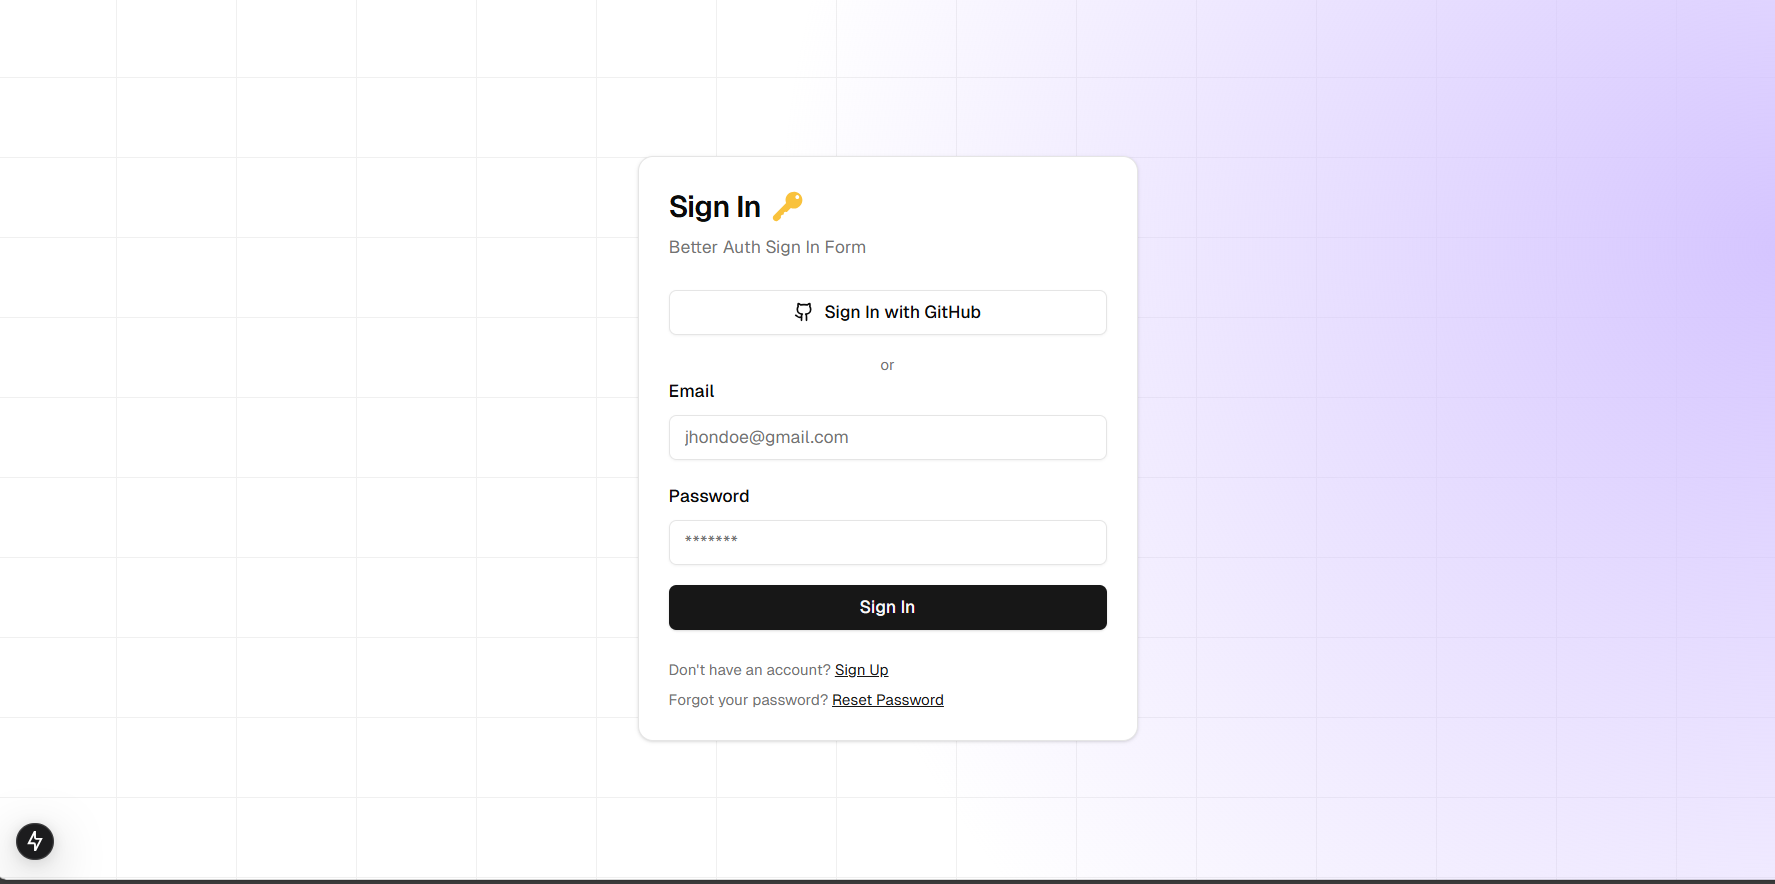 Sign In 🔑
Better Auth Sign In Form
Sign In with GitHub
or
Email
jhondoe@gmail.com
Password
*******
Sign In
Don't have an account? Sign Up
Forgot your password? Reset Password